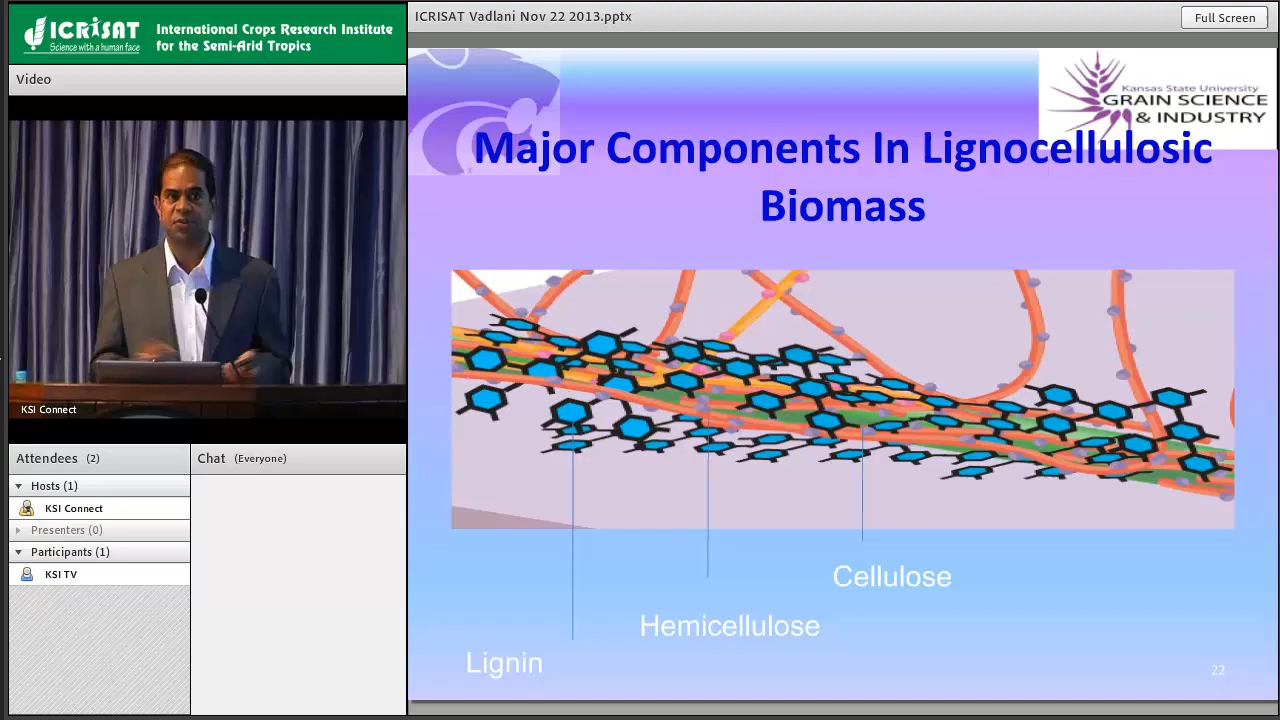 ICRISAT
Science with a human face
International Crops Research Institute
for the Semi-Arid Tropics
Video
KSI Connect
Attendees (2)
Hosts (1)
KSI Connect
Presenters (0)
Participants (1)
KSI TV
Chat (Everyone)
ICRISAT Vadlani Nov 22 2013.pptx
Full Screen
Kansas State University
GRAIN SCIENCE
& INDUSTRY
Major Components In Lignocellulosic
Biomass
Cellulose
Hemicellulose
Lignin
22